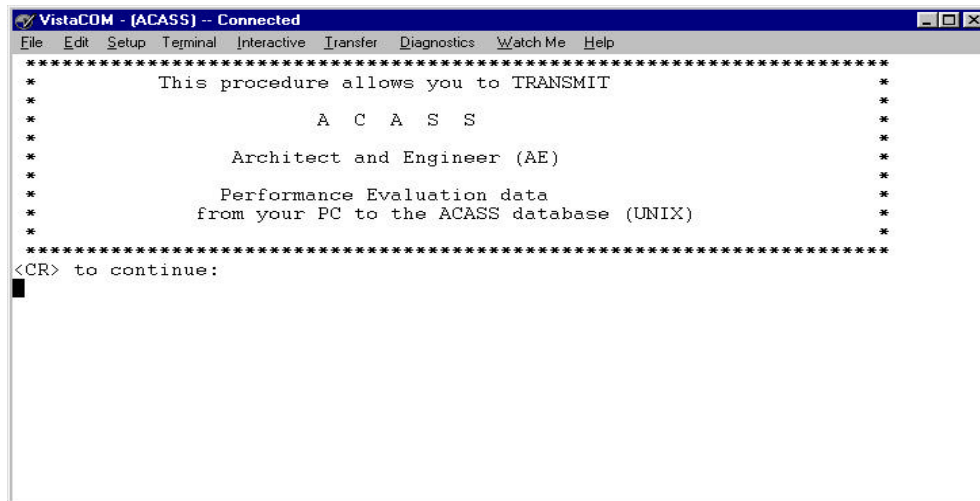 VistaCOM - (ACASS) -- Connected
File Edit Setup Terminal Interactive Transfer Diagnostics Watch Me Help
***********************************************************************
* This procedure allows you to TRANSMIT *
* *
* A C A S S *
* *
* Architect and Engineer (AE) *
* *
* Performance Evaluation data *
* from your PC to the ACASS database (UNIX) *
* *
***********************************************************************
<CR> to continue: